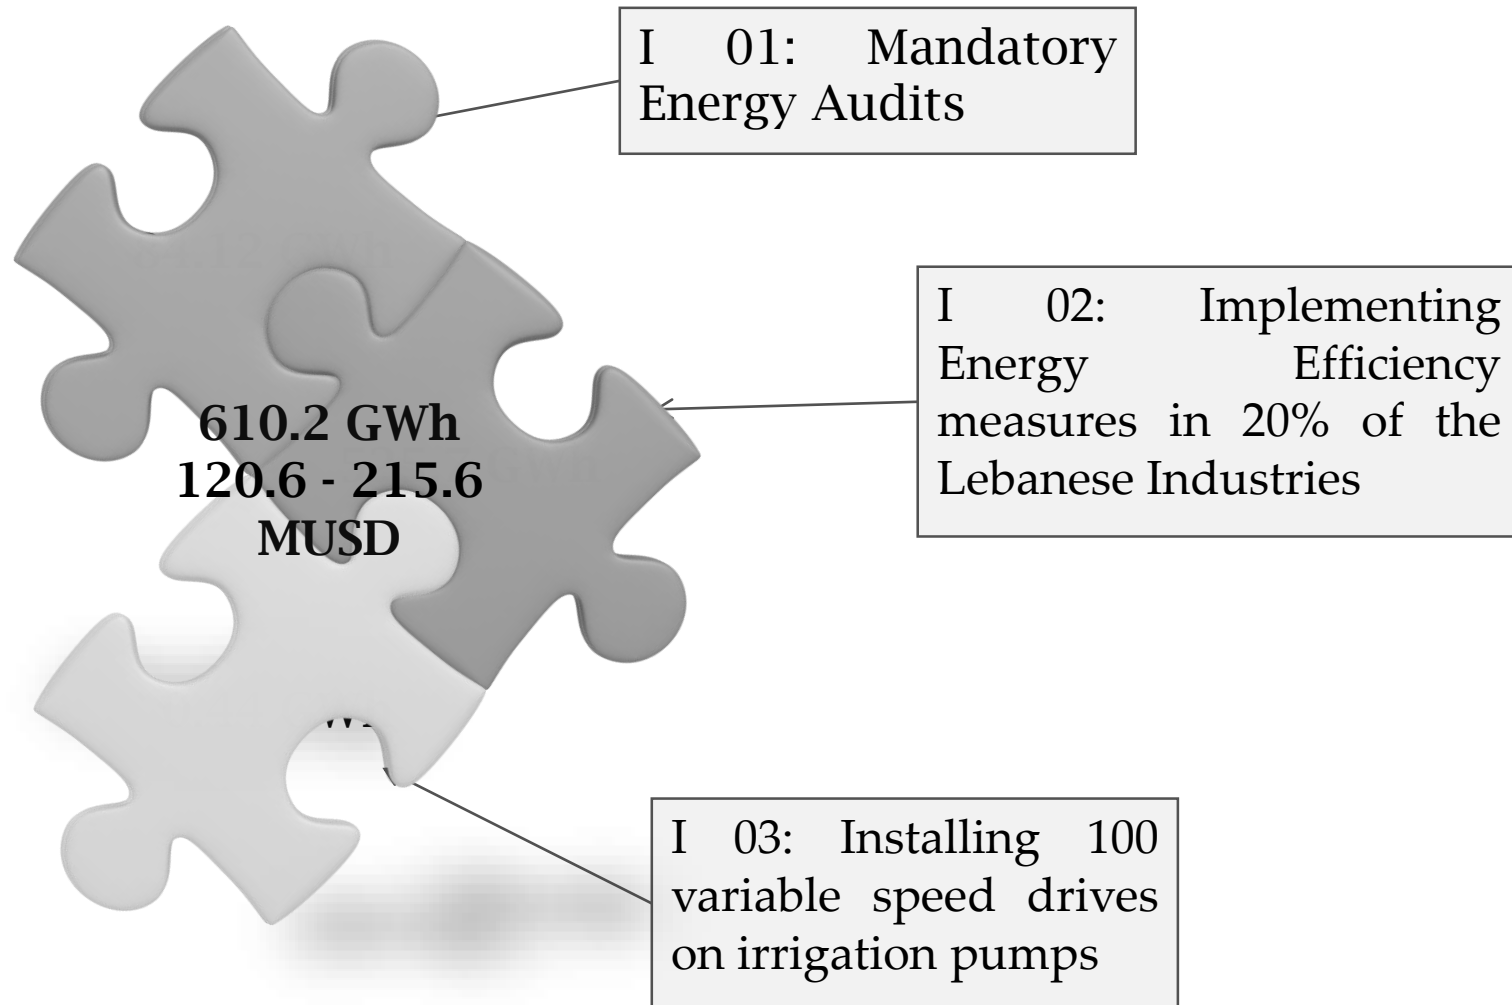 I 01: Mandatory
Energy Audits
I 02: Implementing
Energy Efficiency
measures in 20% of the
Lebanese Industries
610.2 GWh
120.6 - 215.6
MUSD
I 03: Installing 100
variable speed drives
on irrigation pumps